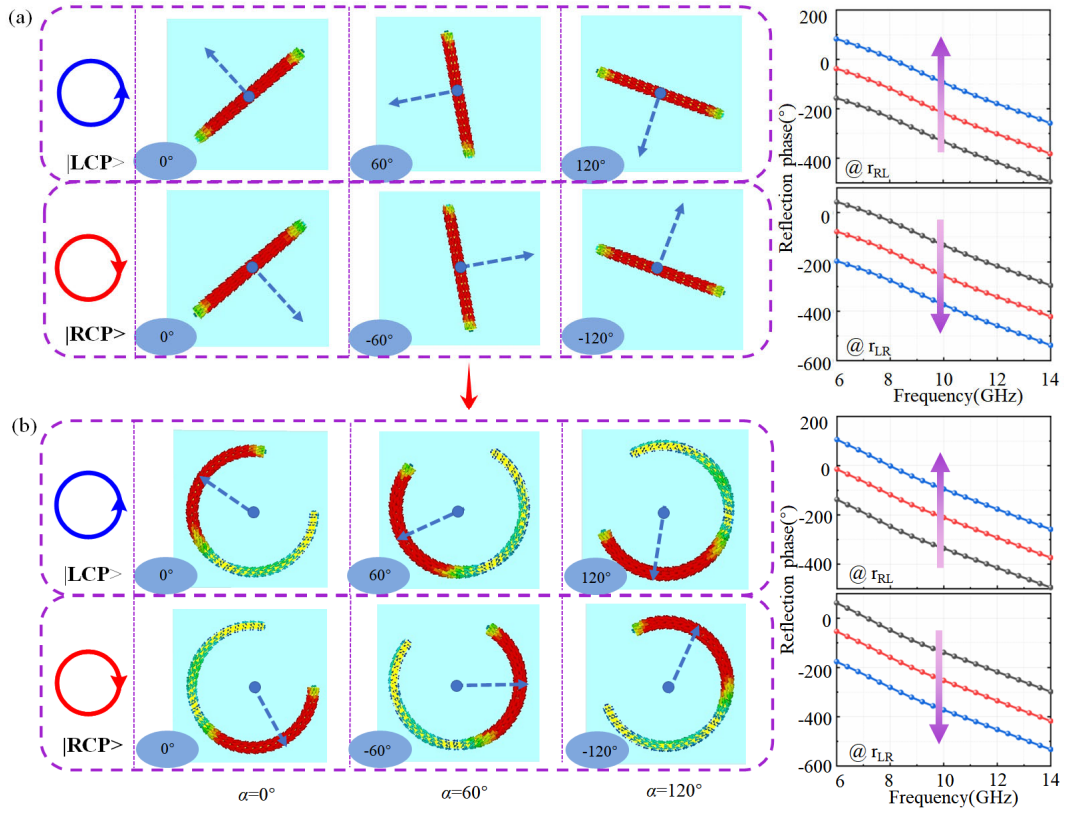 (a)
|LCP>
0°
60°
120°
|RCP>
0°
-60°
-120°
200
0
-200
-400
@ rRL
0
-200
-400
-600
@ rLR
Reflection phase(°)
6 8 10 12 14
Frequency(GHz)
(b)
|LCP>
0°
60°
120°
|RCP>
0°
-60°
-120°
α=0°
α=60°
α=120°
200
0
-200
-400
@ rRL
0
-200
-400
-600
@ rLR
Reflection phase(°)
6 8 10 12 14
Frequency(GHz)